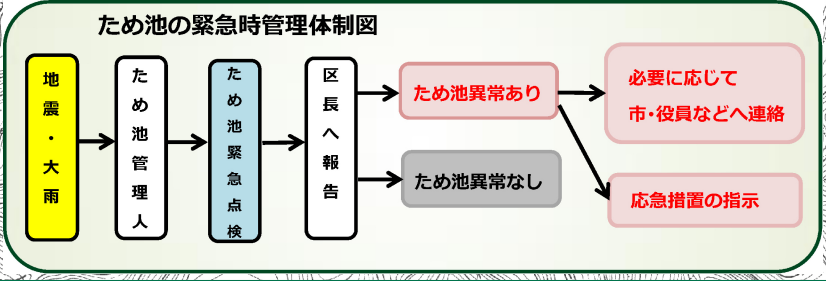 ため池の緊急時管理体制図
地震・大雨
ため池管理人
ため池緊急点検
区長へ報告
ため池異常あり
ため池異常なし
必要に応じて
市・役員などへ連絡
応急措置の指示